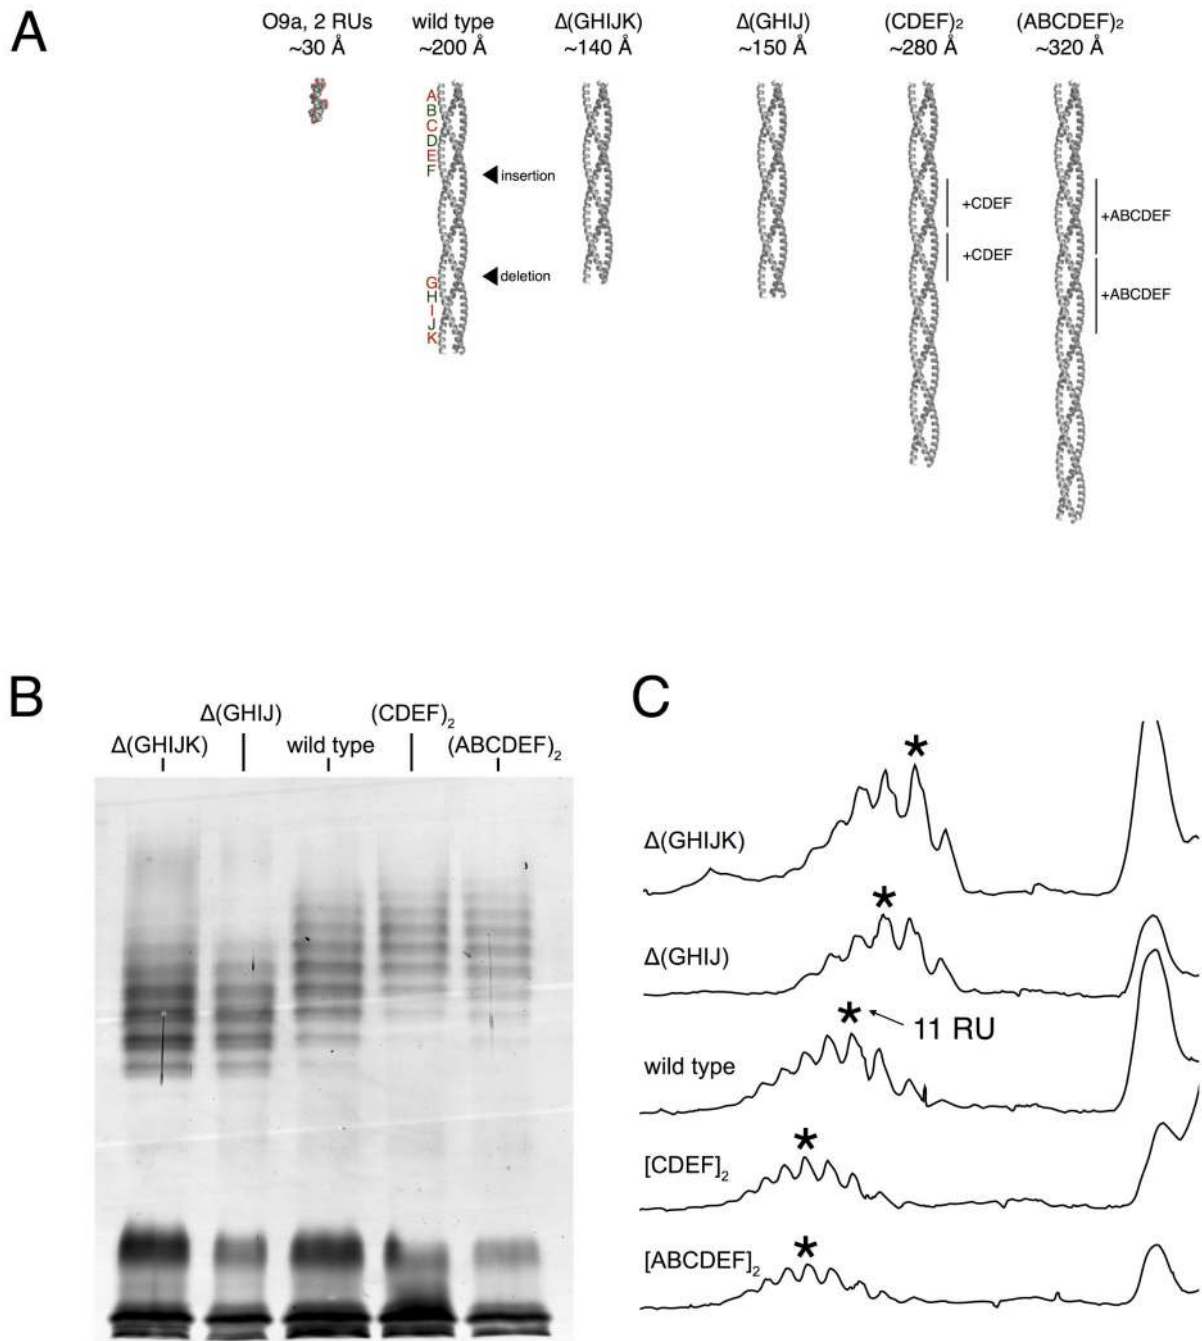 A
O9a, 2 RUs
~30 Å
wild type
~200 Å
Δ(GHIJK)
~140 Å
Δ(GHIJ)
~150 Å
(CDEF)₂
~280 Å
(ABCDEF)₂
~320 Å
A
B
C
D
E
F
insertion
deletion
G
H
I
J
K
+CDEF
+CDEF
+ABCDEF
+ABCDEF
B
Δ(GHIJK)
Δ(GHIJ)
wild type
(CDEF)₂
(ABCDEF)₂
C
*
Δ(GHIJK)
*
Δ(GHIJ)
* 11 RU
wild type
*
[CDEF]₂
*
[ABCDEF]₂